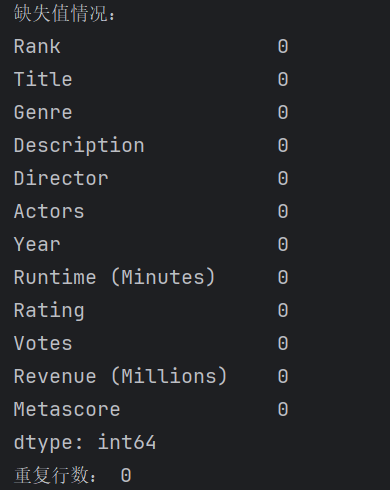 缺失值情况：
Rank 0
Title 0
Genre 0
Description 0
Director 0
Actors 0
Year 0
Runtime (Minutes) 0
Rating 0
Votes 0
Revenue (Millions) 0
Metascore 0
dtype: int64
重复行数： 0